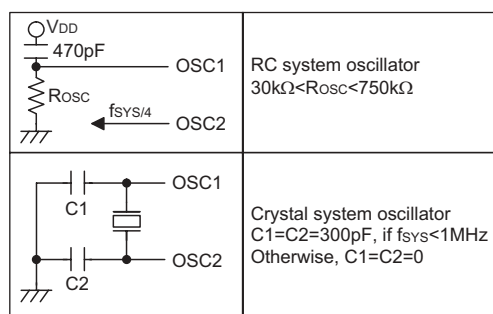 VDD
470pF
OSC1
ROSC
fSYS/4
OSC2
RC system oscillator
30kΩ<ROSC<750kΩ
OSC1
C1
OSC2
C2
Crystal system oscillator
C1=C2=300pF, if fSYS<1MHz
Otherwise, C1=C2=0